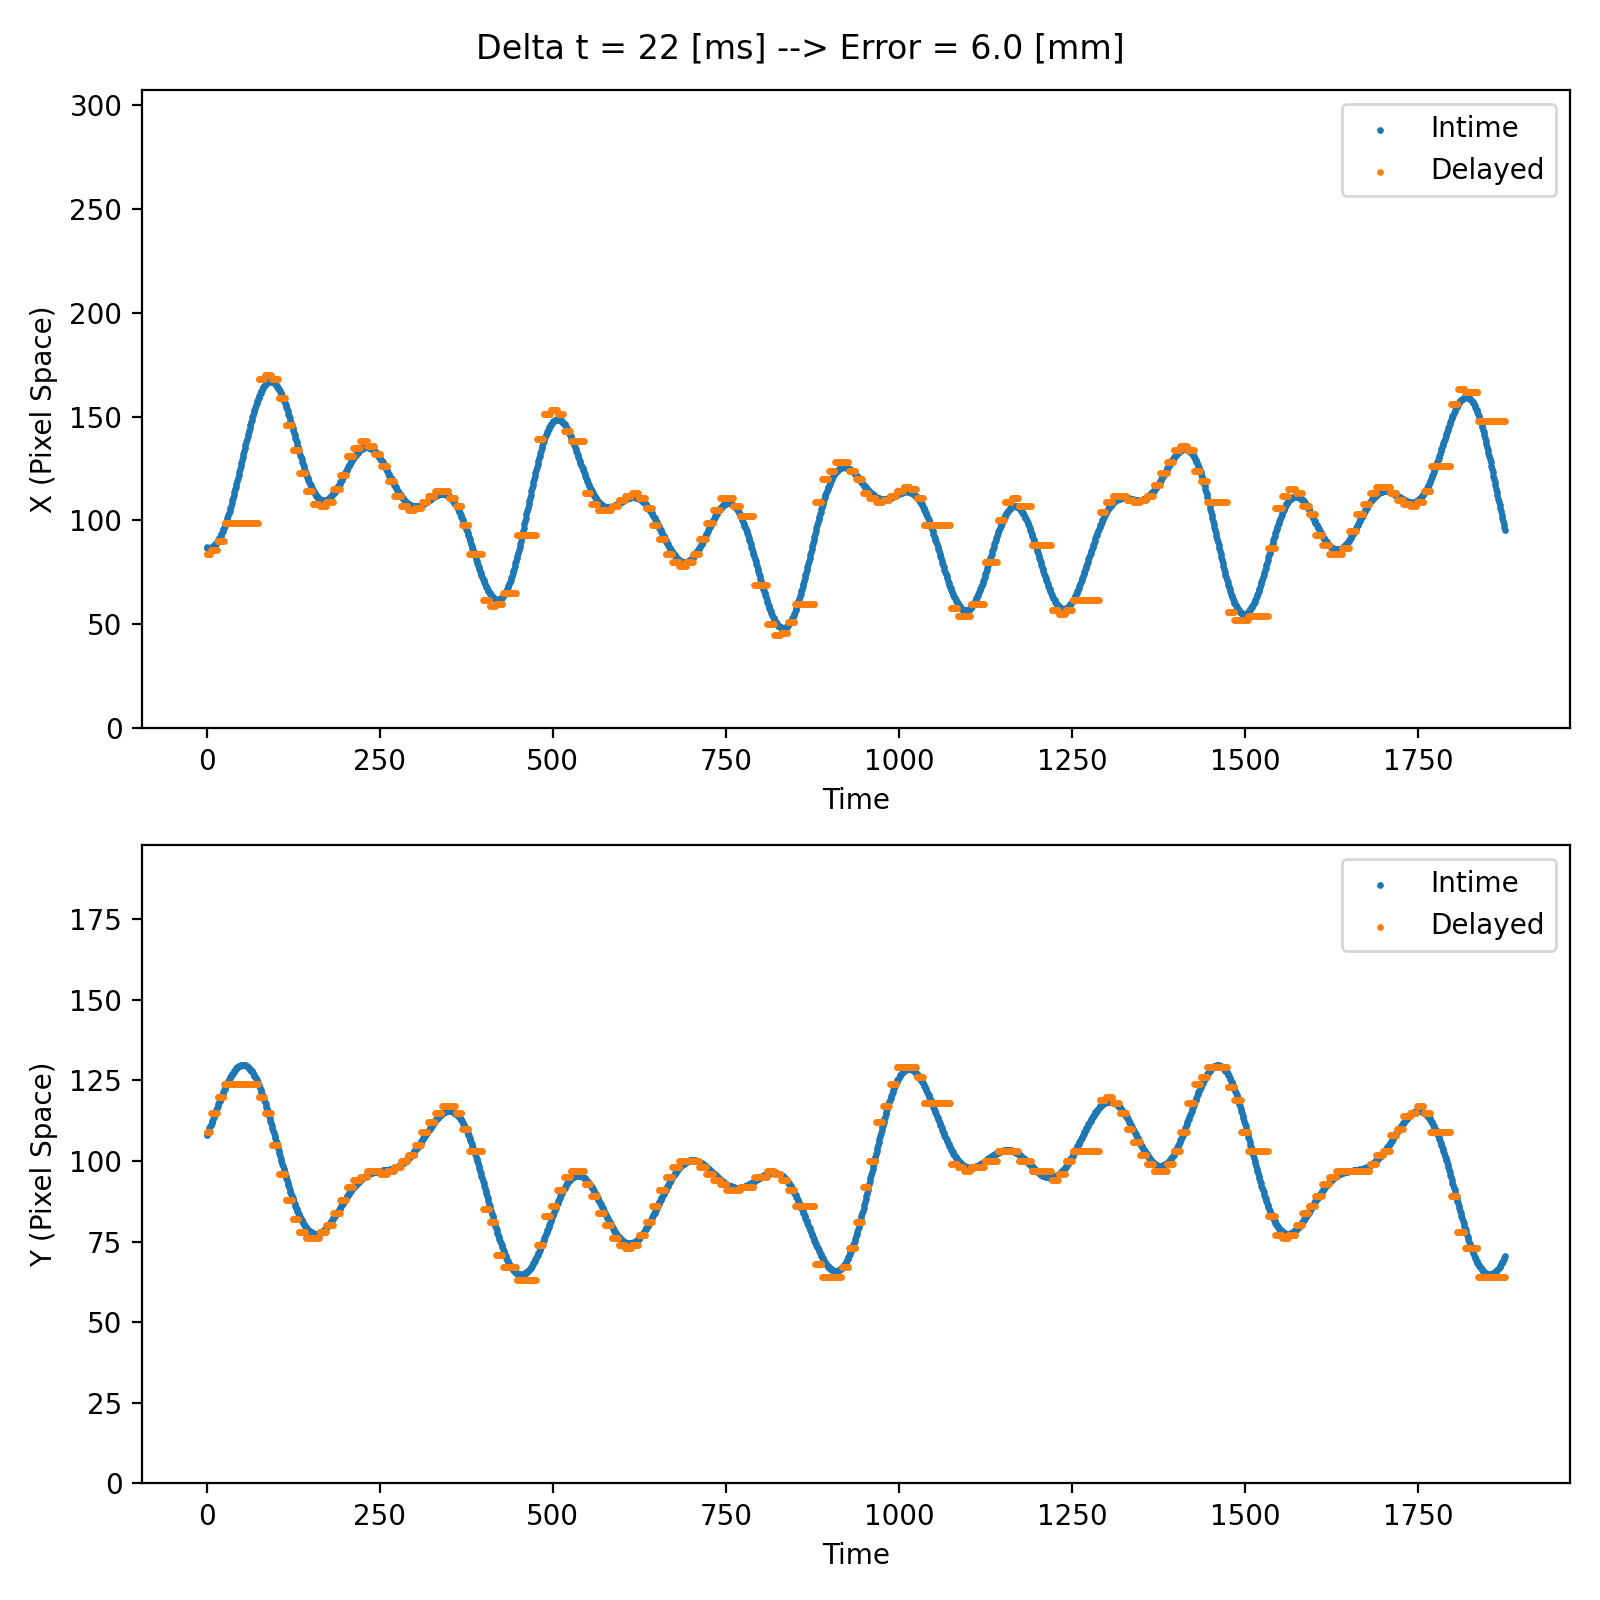 Delta t = 22 [ms] --> Error = 6.0 [mm]
300
250
200
150
100
50
0
X (Pixel Space)
Intime
Delayed
0 250 500 750 1000 1250 1500 1750
Time
175
150
125
100
75
50
25
0
Y (Pixel Space)
Intime
Delayed
0 250 500 750 1000 1250 1500 1750
Time